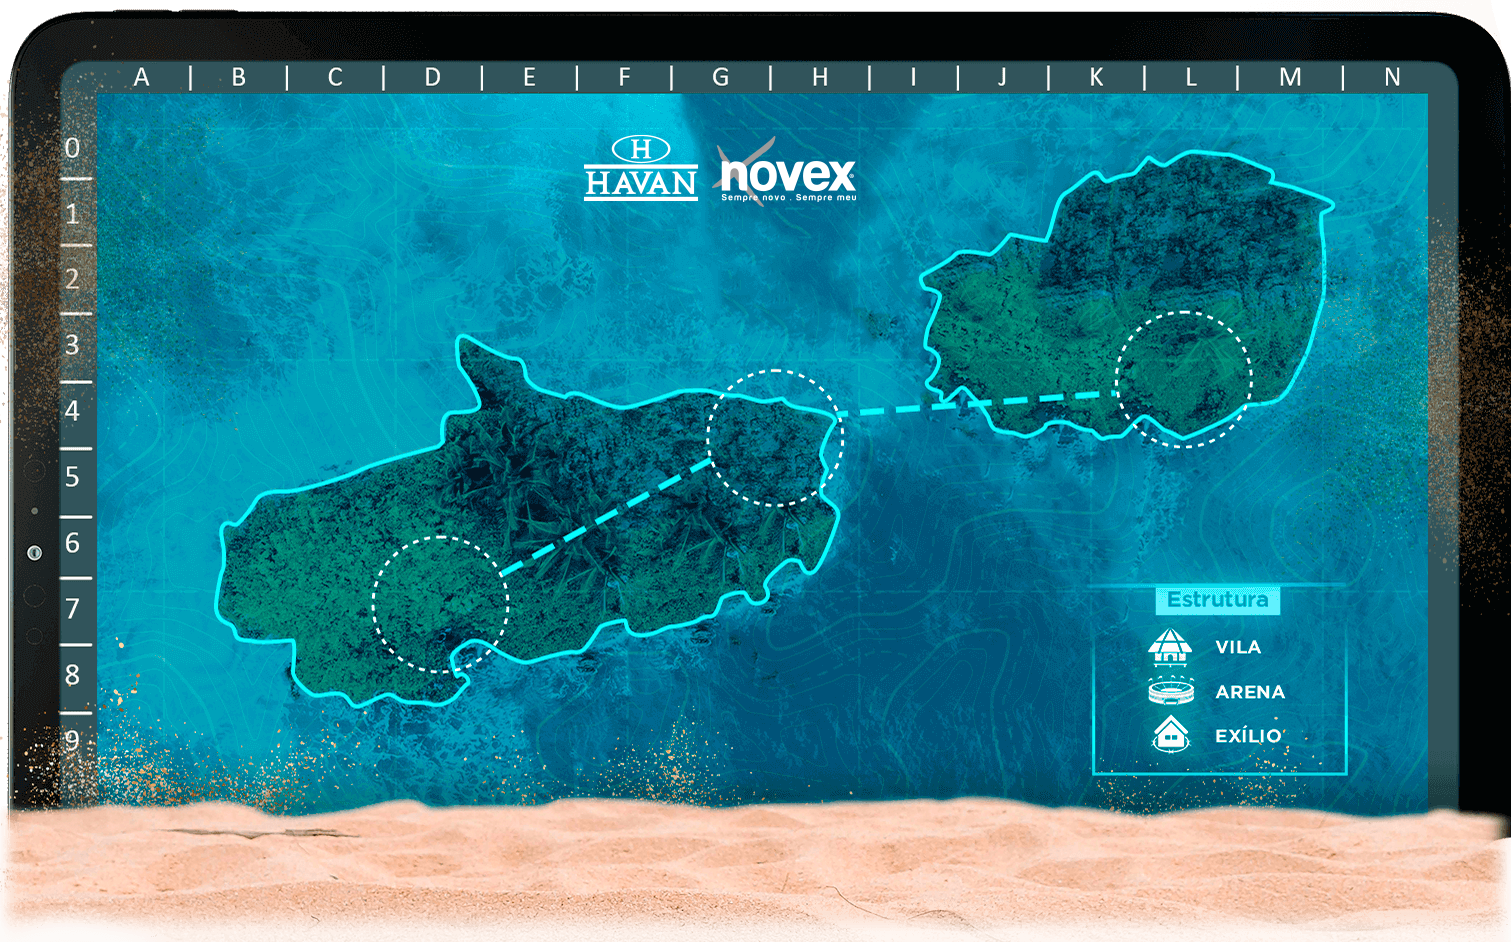 A | B | C | D | E | F | G | H | I | J | K | L | M | N
0
1
2
3
4
5
6
7
8
9
H
HAVAN
novex
Sempre novo . Sempre meu
Estrutura
VILA
ARENA
EXÍLIO